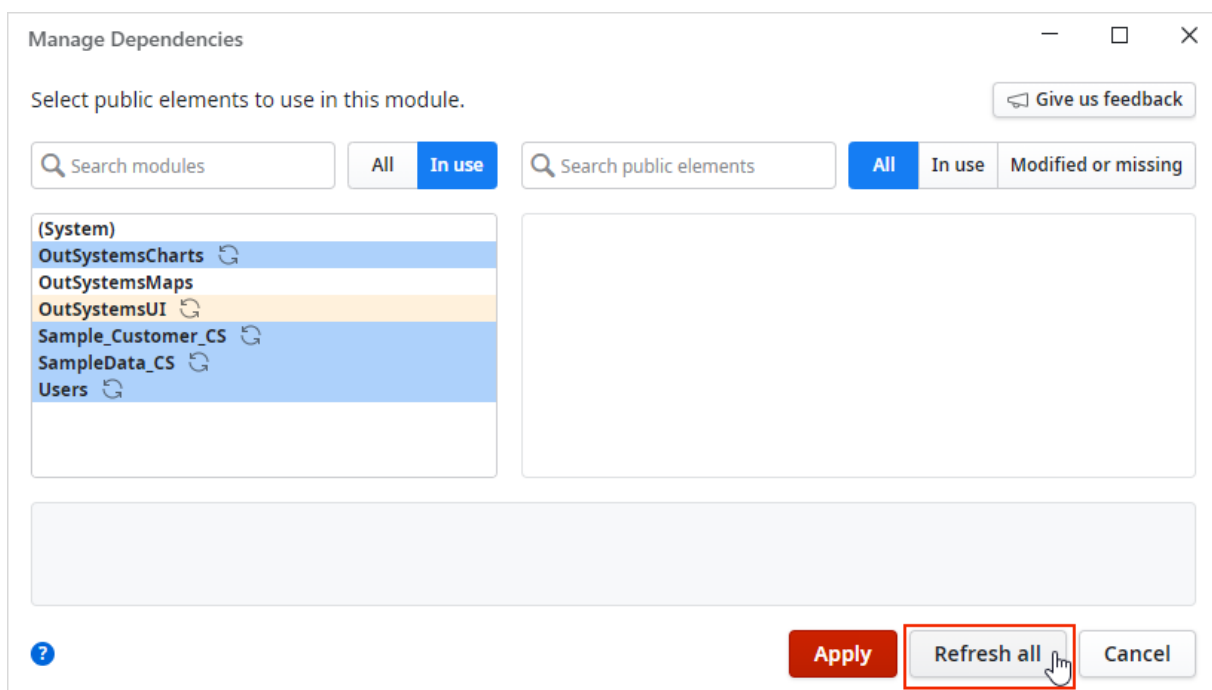 Manage Dependencies
Select public elements to use in this module.
Give us feedback
Search modules
All
In use
Search public elements
All
In use
Modified or missing
(System)
OutSystemsCharts
OutSystemsMaps
OutSystemsUI
Sample_Customer_CS
SampleData_CS
Users
?
Apply
Refresh all
Cancel